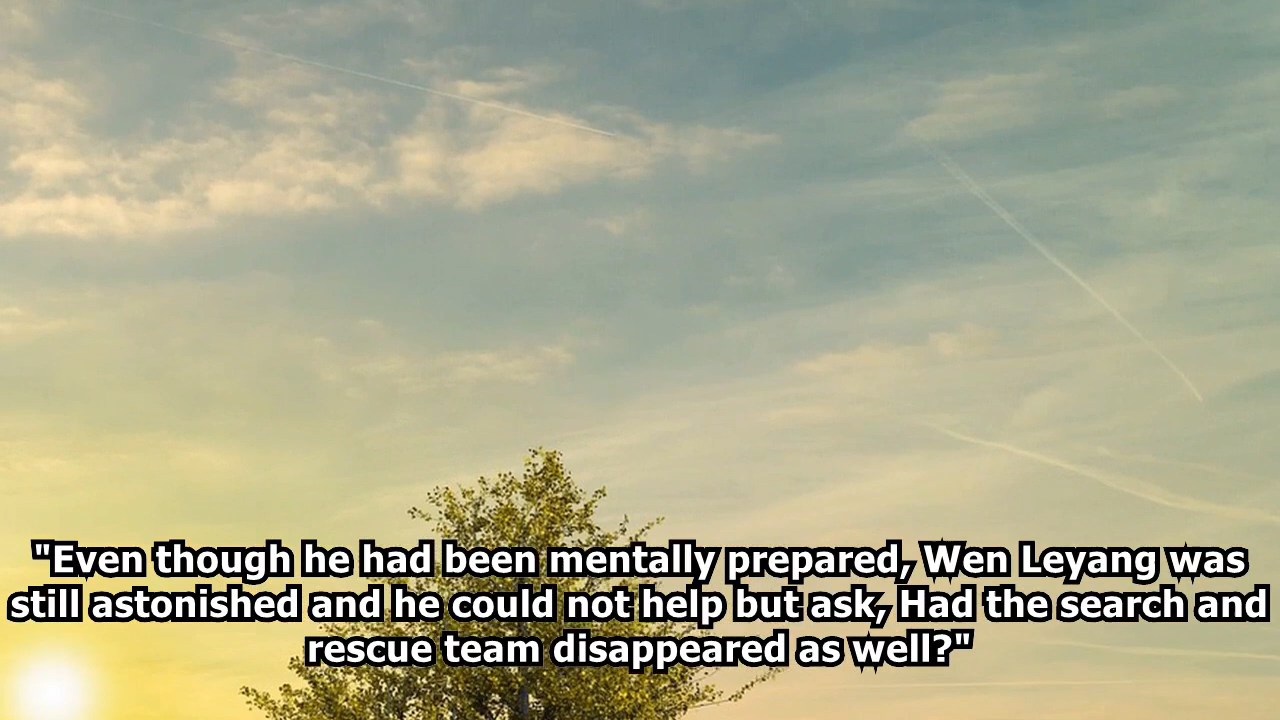 "Even though he had been mentally prepared, Wen Leyang was
still astonished and he could not help but ask, Had the search and
rescue team disappeared as well?"